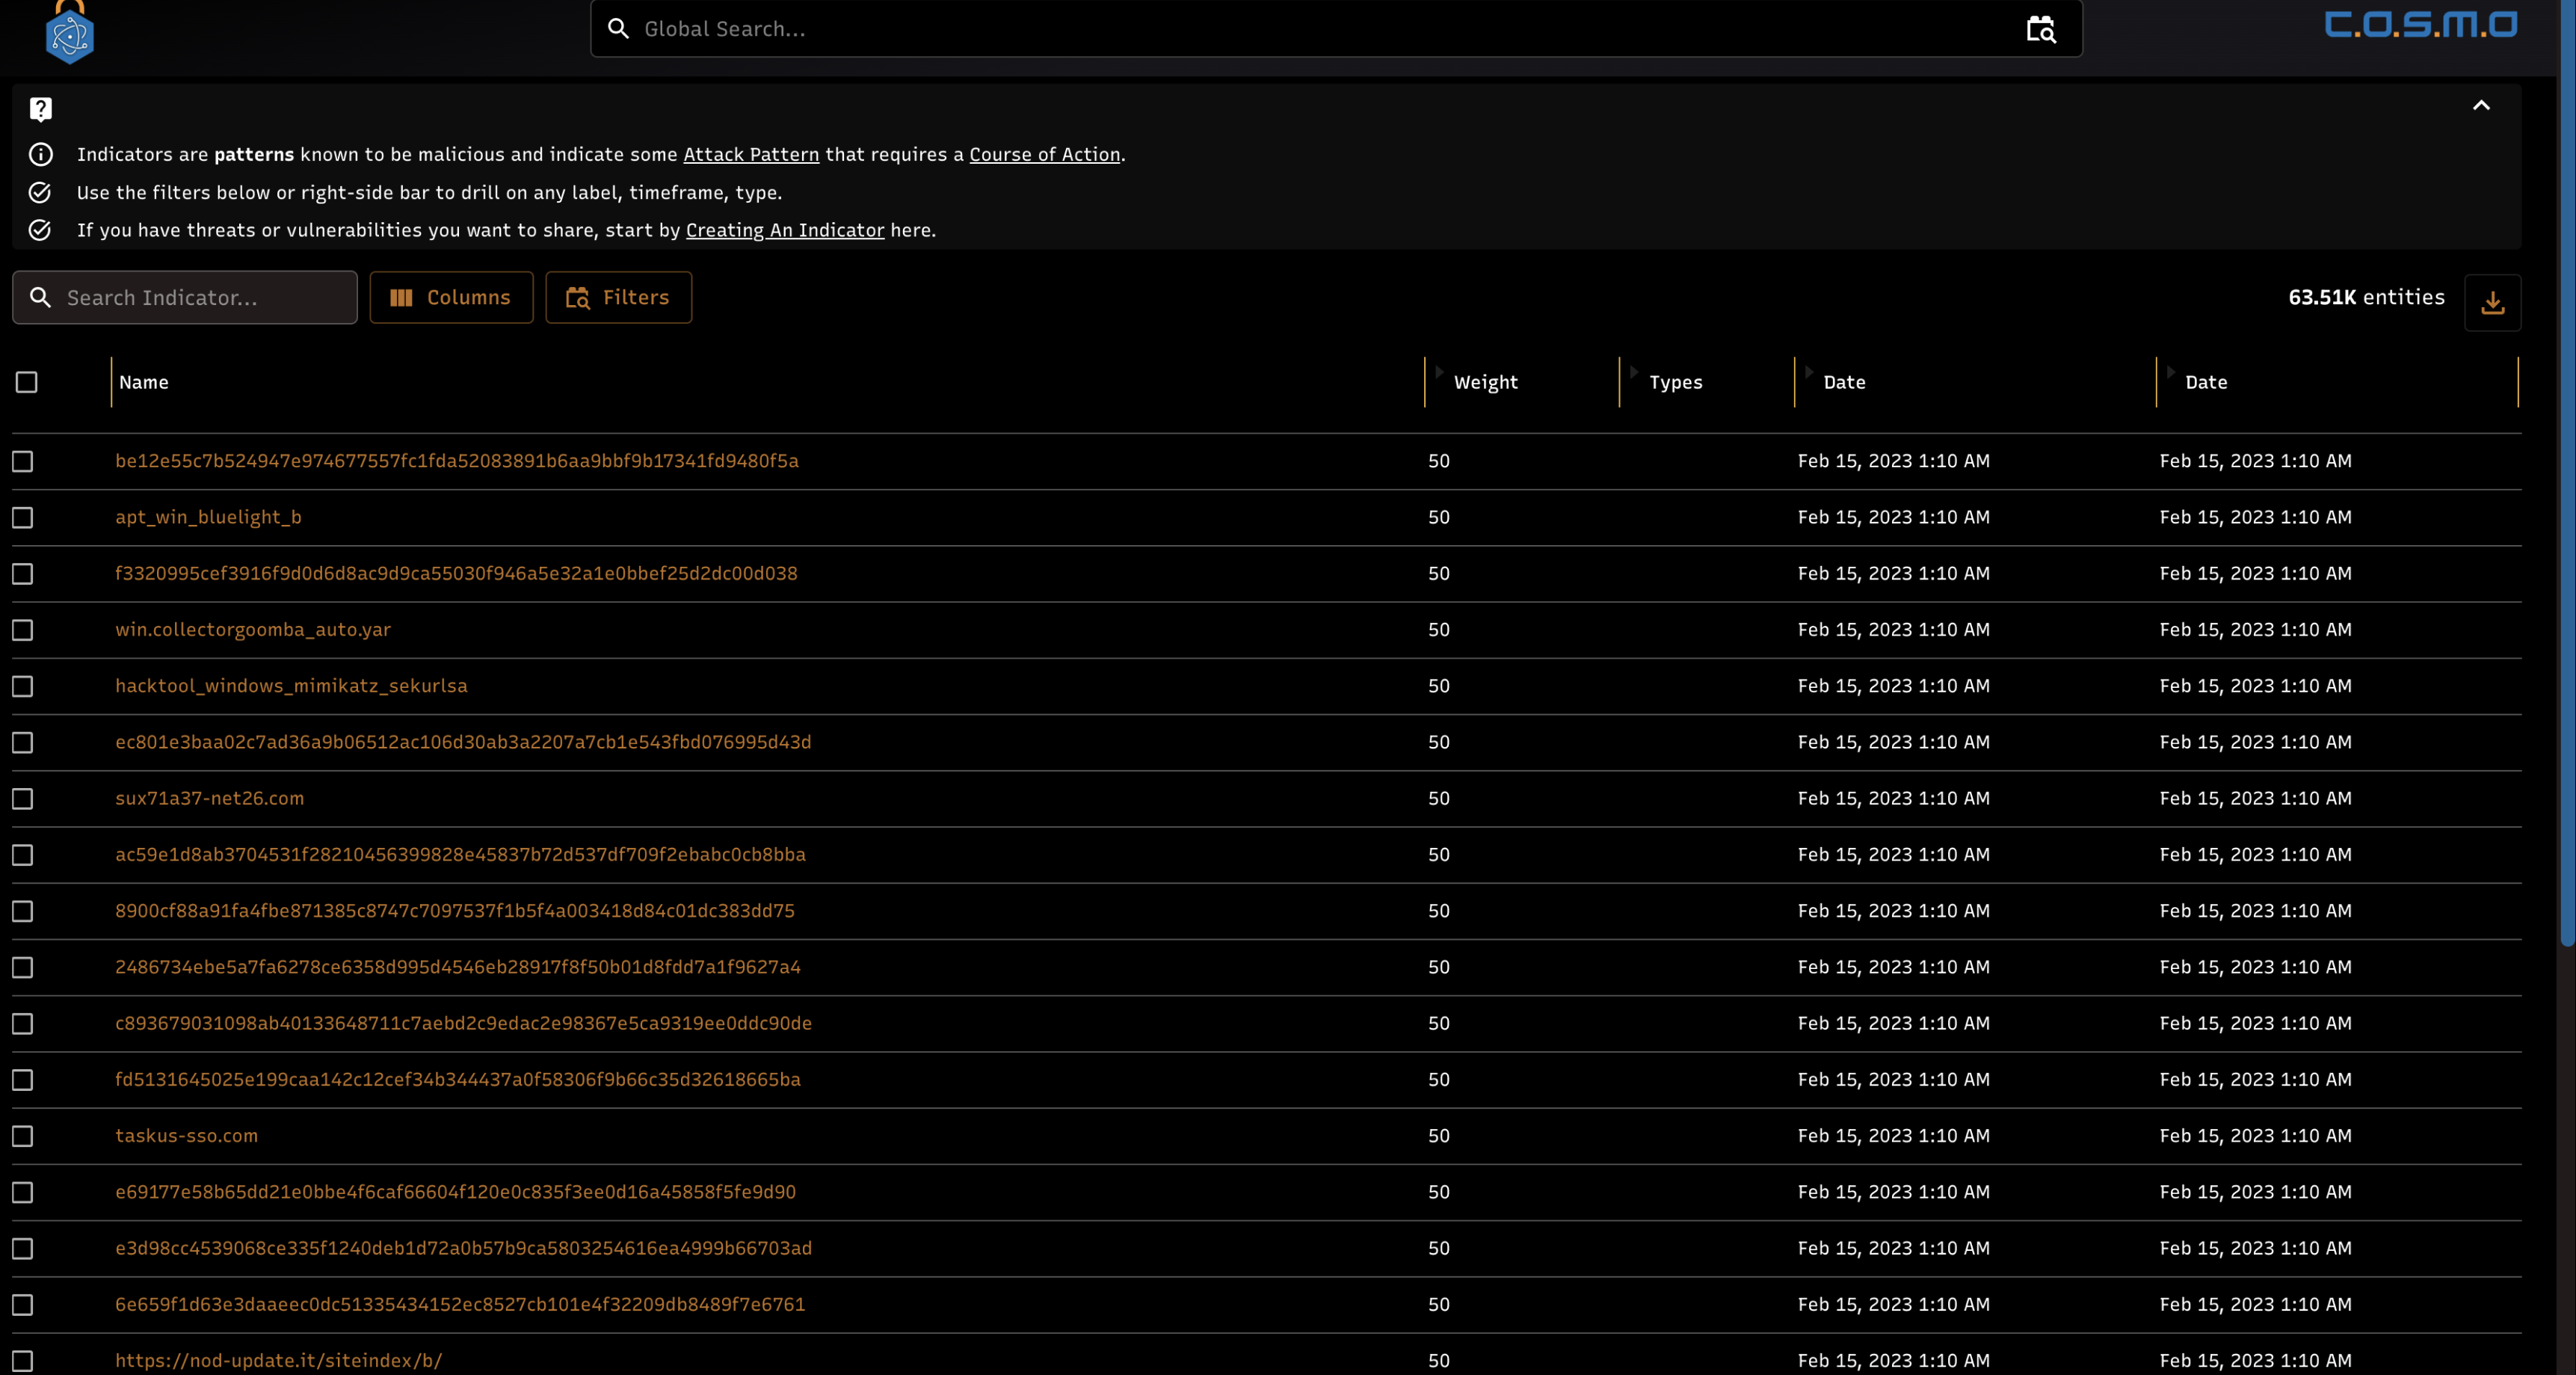 Global Search...
c.o.s.m.o
Indicators are patterns known to be malicious and indicate some Attack Pattern that requires a Course of Action.
Use the filters below or right-side bar to drill on any label, timeframe, type.
If you have threats or vulnerabilities you want to share, start by Creating An Indicator here.
Search Indicator... Columns Filters 63.51K entities
Name Weight Types Date Date
be12e55c7b524947e974677557fc1fda52083891b6aa9bbf9b17341fd9480f5a 50 Feb 15, 2023 1:10 AM Feb 15, 2023 1:10 AM
apt_win_bluelight_b 50 Feb 15, 2023 1:10 AM Feb 15, 2023 1:10 AM
f3320995cef3916f9d0d6d8ac9d9ca55030f946a5e32a1e0bbef25d2dc00d038 50 Feb 15, 2023 1:10 AM Feb 15, 2023 1:10 AM
win.collectorgoomba_auto.yar 50 Feb 15, 2023 1:10 AM Feb 15, 2023 1:10 AM
hacktool_windows_mimikatz_sekurlsa 50 Feb 15, 2023 1:10 AM Feb 15, 2023 1:10 AM
ec801e3baa02c7ad36a9b06512ac106d30ab3a2207a7cb1e543fbd076995d43d 50 Feb 15, 2023 1:10 AM Feb 15, 2023 1:10 AM
sux71a37-net26.com 50 Feb 15, 2023 1:10 AM Feb 15, 2023 1:10 AM
ac59e1d8ab3704531f28210456399828e45837b72d537df709f2ebabc0cb8bba 50 Feb 15, 2023 1:10 AM Feb 15, 2023 1:10 AM
8900cf88a91fa4fbe871385c8747c7097537f1b5f4a003418d84c01dc383dd75 50 Feb 15, 2023 1:10 AM Feb 15, 2023 1:10 AM
2486734ebe5a7fa6278ce6358d995d4546eb28917f8f50b01d8fdd7a1f9627a4 50 Feb 15, 2023 1:10 AM Feb 15, 2023 1:10 AM
c893679031098ab40133648711c7aebd2c9edac2e98367e5ca9319ee0ddc90de 50 Feb 15, 2023 1:10 AM Feb 15, 2023 1:10 AM
fd5131645025e199caa142c12cef34b344437a0f58306f9b66c35d32618665ba 50 Feb 15, 2023 1:10 AM Feb 15, 2023 1:10 AM
taskus-sso.com 50 Feb 15, 2023 1:10 AM Feb 15, 2023 1:10 AM
e69177e58b65dd21e0bbe4f6caf66604f120e0c835f3ee0d16a45858f5fe9d90 50 Feb 15, 2023 1:10 AM Feb 15, 2023 1:10 AM
e3d98cc4539068ce335f1240deb1d72a0b57b9ca5803254616ea4999b66703ad 50 Feb 15, 2023 1:10 AM Feb 15, 2023 1:10 AM
6e659f1d63e3daaeec0dc51335434152ec8527cb101e4f32209db8489f7e6761 50 Feb 15, 2023 1:10 AM Feb 15, 2023 1:10 AM
https://nod-update.it/siteindex/b/ 50 Feb 15, 2023 1:10 AM Feb 15, 2023 1:10 AM